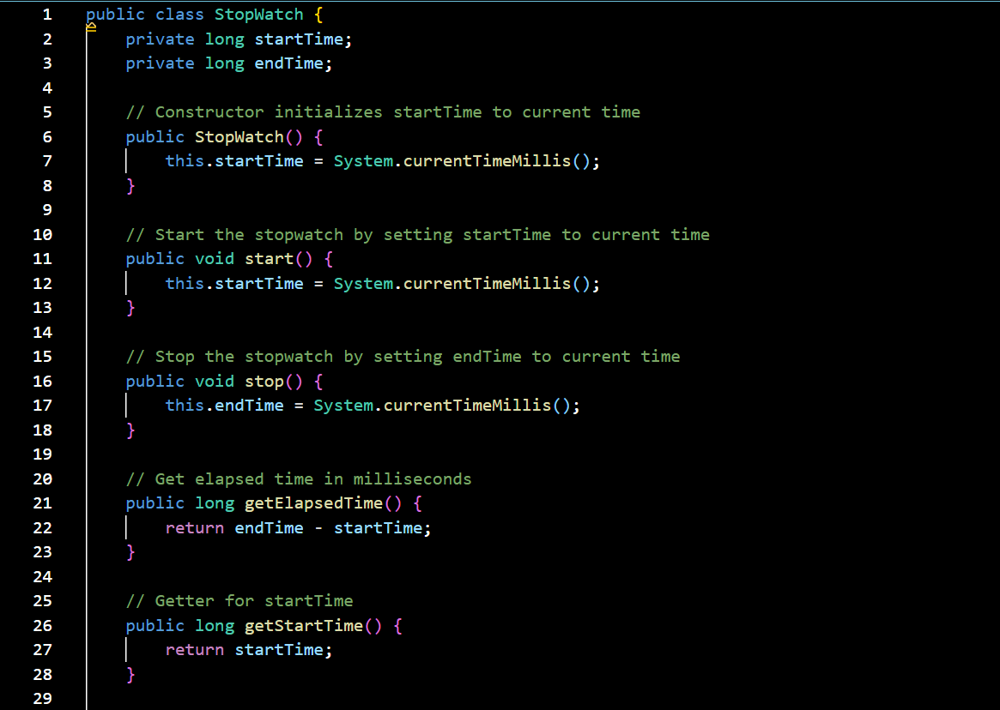 1 public class StopWatch {
2     private long startTime;
3     private long endTime;
4
5     // Constructor initializes startTime to current time
6     public StopWatch() {
7         this.startTime = System.currentTimeMillis();
8     }
9
10     // Start the stopwatch by setting startTime to current time
11     public void start() {
12         this.startTime = System.currentTimeMillis();
13     }
14
15     // Stop the stopwatch by setting endTime to current time
16     public void stop() {
17         this.endTime = System.currentTimeMillis();
18     }
19
20     // Get elapsed time in milliseconds
21     public long getElapsedTime() {
22         return endTime - startTime;
23     }
24
25     // Getter for startTime
26     public long getStartTime() {
27         return startTime;
28     }
29